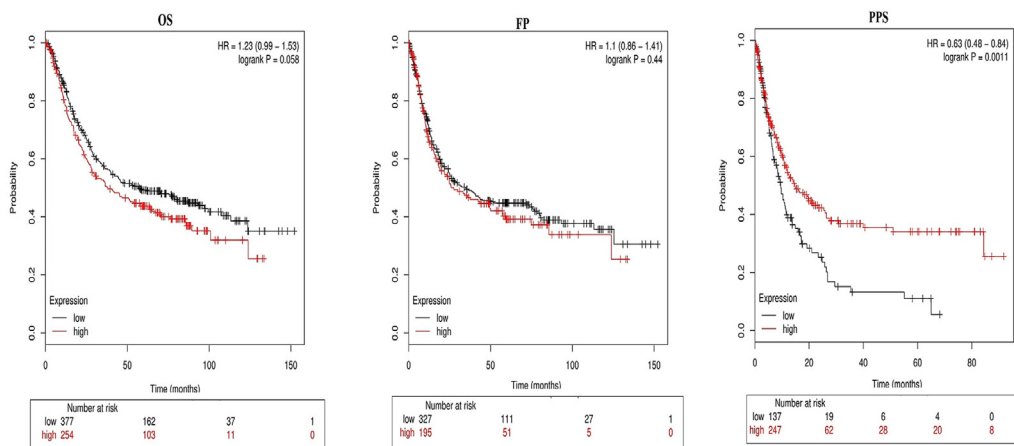 OS
HR = 1.23 (0.99 − 1.53)
logrank P = 0.058
Probability
1.0
0.8
0.6
0.4
0.2
0.0
Expression
low
high
0 50 100 150
Time (months)
Number at risk
low 377 162 37 1
high 254 103 11 0
FP
HR = 1.1 (0.86 − 1.41)
logrank P = 0.44
Probability
1.0
0.8
0.6
0.4
0.2
0.0
Expression
low
high
0 50 100 150
Time (months)
Number at risk
low 327 111 27 1
high 195 51 5 0
PPS
HR = 0.63 (0.48 − 0.84)
logrank P = 0.0011
Probability
1.0
0.8
0.6
0.4
0.2
0.0
Expression
low
high
0 20 40 60 80
Time (months)
Number at risk
low 137 19 6 4 0
high 247 62 28 20 8